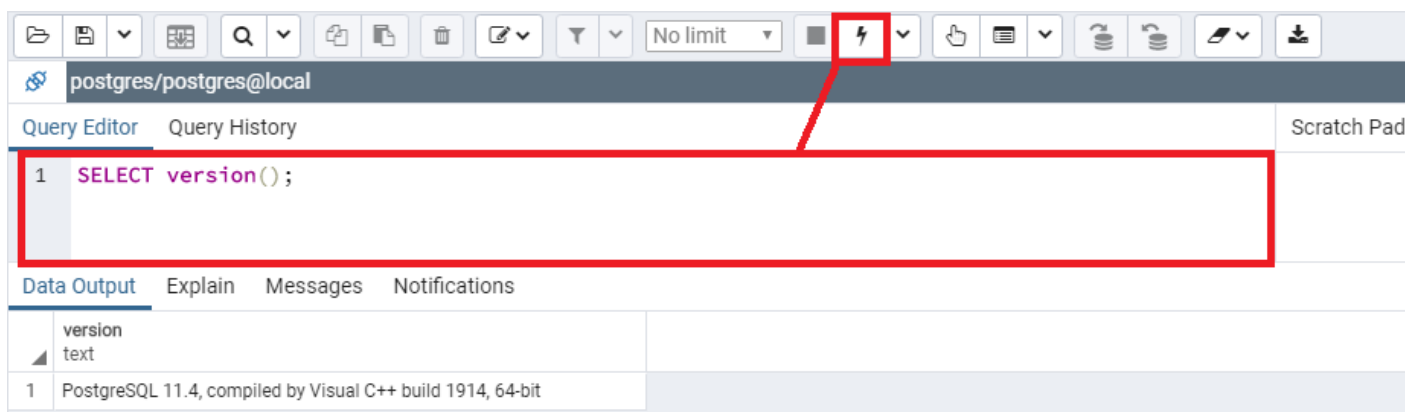 No limit
postgres/postgres@local
Query Editor Query History Scratch Pad
1 SELECT version();
Data Output Explain Messages Notifications
version
text
1 PostgreSQL 11.4, compiled by Visual C++ build 1914, 64-bit